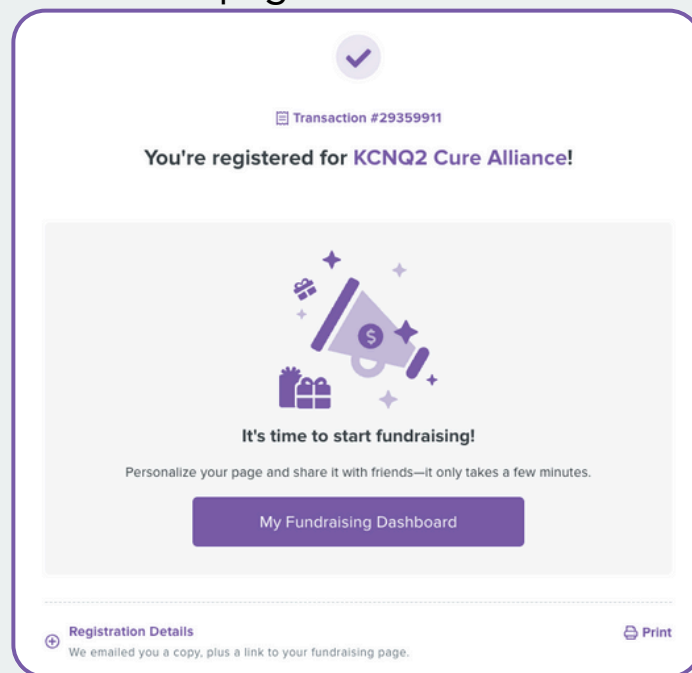 Transaction #29359911
You're registered for KCNQ2 Cure Alliance!
$
It's time to start fundraising!
Personalize your page and share it with friends—it only takes a few minutes.
My Fundraising Dashboard
Registration Details
Print
We emailed you a copy, plus a link to your fundraising page.